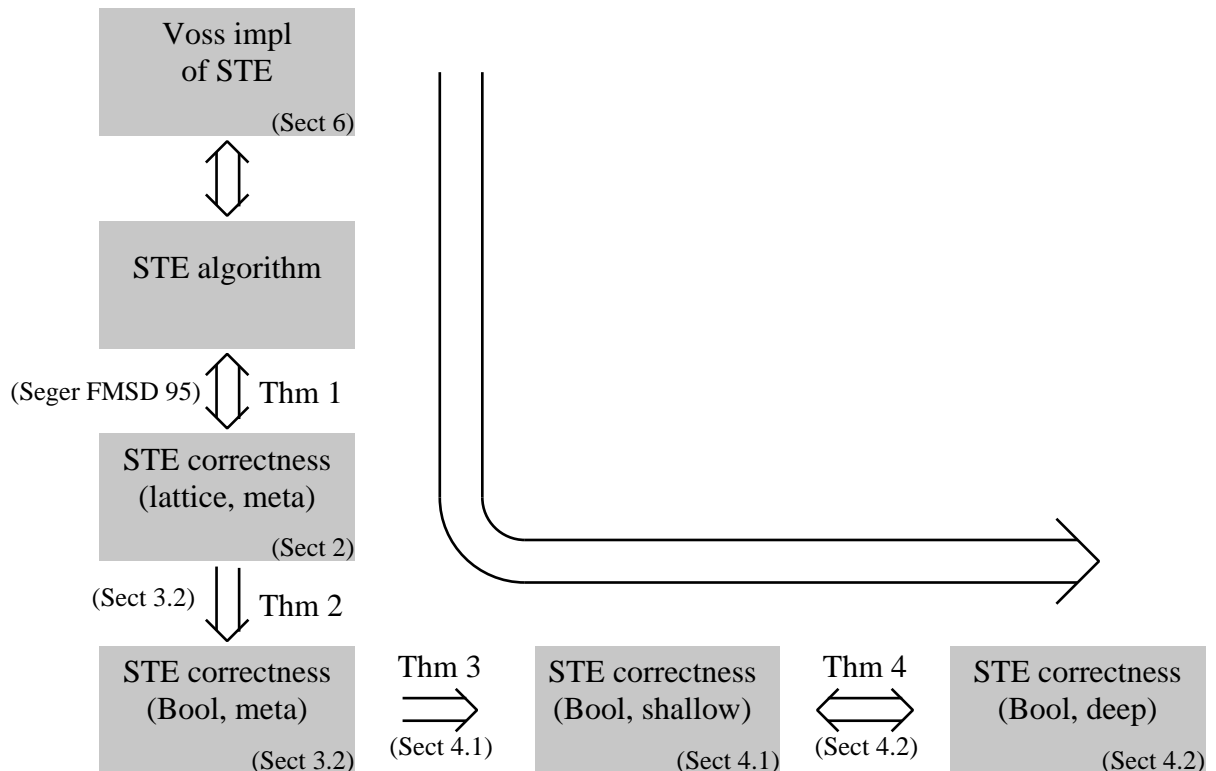 Voss impl
of STE
(Sect 6)
STE algorithm
(Seger FMSD 95)
Thm 1
STE correctness
(lattice, meta)
(Sect 2)
(Sect 3.2)
Thm 2
STE correctness
(Bool, meta)
(Sect 3.2)
Thm 3
(Sect 4.1)
STE correctness
(Bool, shallow)
(Sect 4.1)
Thm 4
(Sect 4.2)
STE correctness
(Bool, deep)
(Sect 4.2)